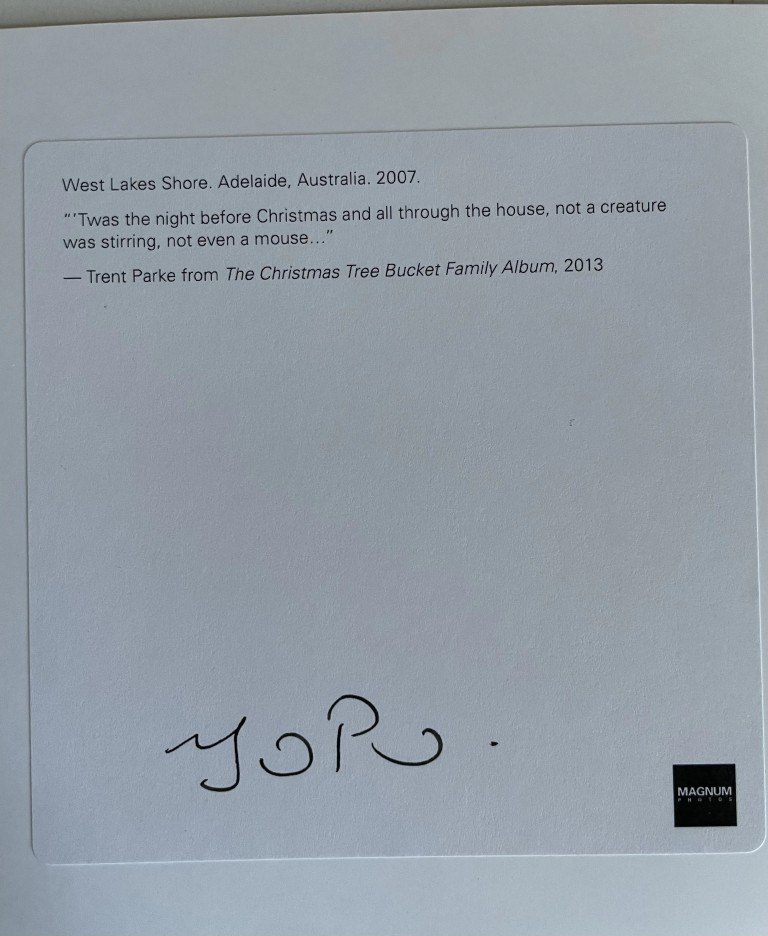 West Lakes Shore. Adelaide, Australia. 2007.
"'Twas the night before Christmas and all through the house, not a creature
was stirring, not even a mouse..."
— Trent Parke from The Christmas Tree Bucket Family Album, 2013
MAGNUM
PHOTOS